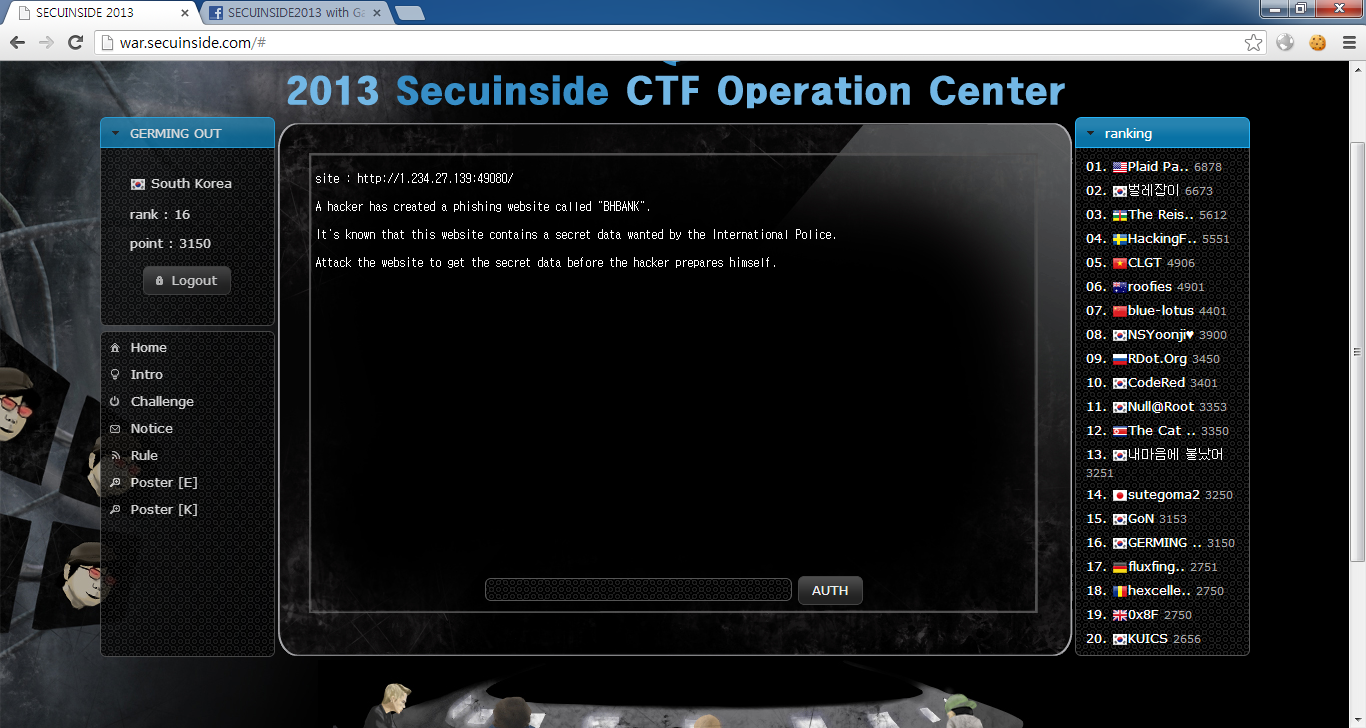 SECUINSIDE 2013
SECUINSIDE2013 with Ga
war.secuinside.com/#
2013 Secuinside CTF Operation Center
GERMING OUT
South Korea
rank : 16
point : 3150
Logout
Home
Intro
Challenge
Notice
Rule
Poster [E]
Poster [K]
site : http://1.234.27.139:49080/
A hacker has created a phishing website called "BHBANK".
It's known that this website contains a secret data wanted by the International Police.
Attack the website to get the secret data before the hacker prepares himself.
AUTH
ranking
01. Plaid Pa.. 6878
02. 벌레잡이 6673
03. The Reis.. 5612
04. HackingF.. 5551
05. CLGT 4906
06. roofies 4901
07. blue-lotus 4401
08. NSYoonji♥ 3900
09. RDot.Org 3450
10. CodeRed 3401
11. Null@Root 3353
12. The Cat .. 3350
13. 내마음에 불났어
3251
14. sutegoma2 3250
15. GoN 3153
16. GERMING .. 3150
17. fluxfing.. 2751
18. hexcelle.. 2750
19. 0x8F 2750
20. KUICS 2656